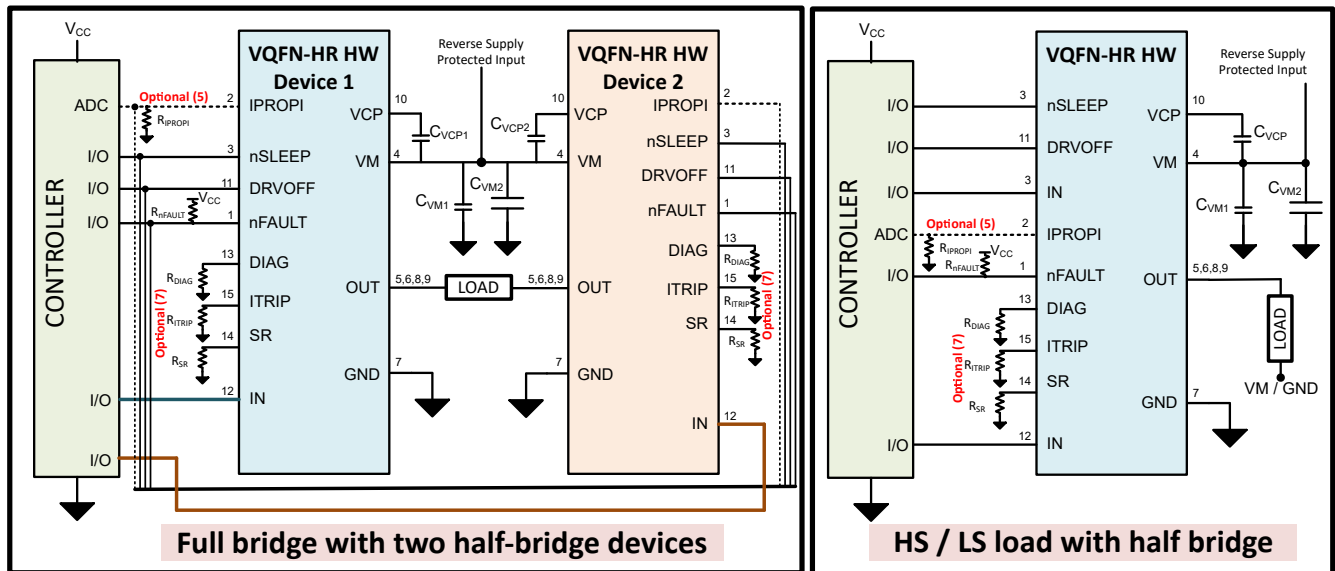 VCC
CONTROLLER
ADC
I/O
I/O
I/O
I/O
I/O
Optional (5)
RIPROPI
VCC
RnFAULT
RDIAG
RITRIP
RSR
Optional (7)
2
3
11
1
13
15
14
12
VQFN-HR HW
Device 1
IPROPI
nSLEEP
DRVOFF
nFAULT
DIAG
ITRIP
SR
IN
VCP
VM
OUT
GND
10
4
5,6,8,9
7
CVCP1
Reverse Supply
Protected Input
CVCP2
CVM1
CVM2
LOAD
10
4
5,6,8,9
7
VQFN-HR HW
Device 2
VCP
VM
OUT
GND
IPROPI
nSLEEP
DRVOFF
nFAULT
DIAG
ITRIP
SR
IN
2
3
11
1
13
15
14
12
RDIAG
RITRIP
RSR
Optional (7)
Full bridge with two half-bridge devices
VCC
CONTROLLER
I/O
I/O
I/O
ADC
I/O
I/O
Optional (5)
RIPROPI
VCC
RnFAULT
RDIAG
RITRIP
RSR
Optional (7)
3
11
3
2
1
13
15
14
12
VQFN-HR HW
nSLEEP
DRVOFF
IN
IPROPI
nFAULT
DIAG
ITRIP
SR
IN
VCP
VM
OUT
GND
10
4
5,6,8,9
7
Reverse Supply
Protected Input
CVCP
CVM1
CVM2
LOAD
VM / GND
HS / LS load with half bridge